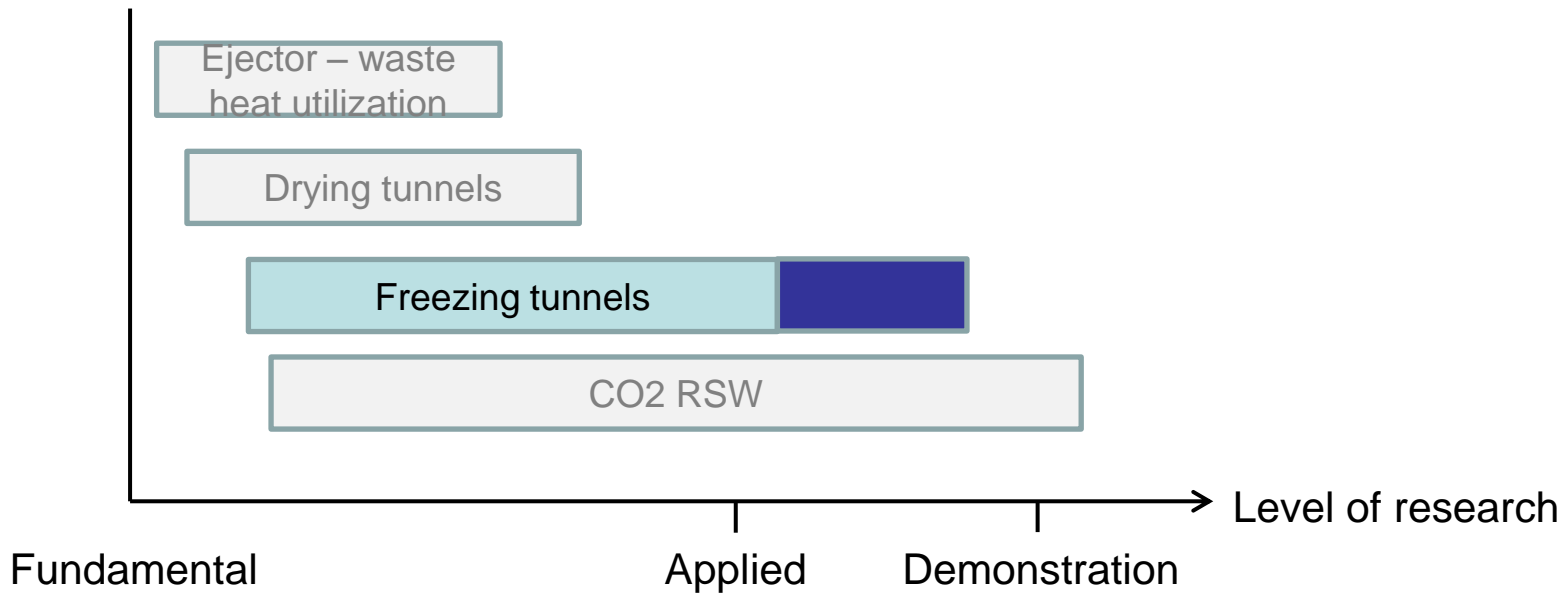 Ejector – waste
heat utilization
Drying tunnels
Freezing tunnels
CO2 RSW
Level of research
Fundamental
Applied
Demonstration